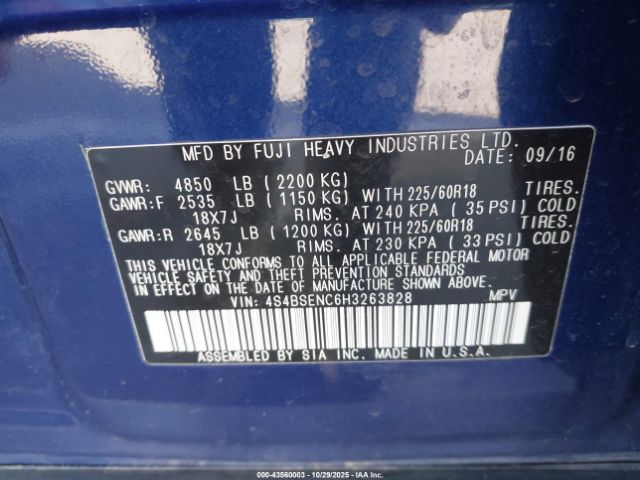 MFD BY FUJI HEAVY INDUSTRIES LTD.
DATE: 09/16
GVWR: 4850 LB ( 2200 KG)
GAWR:F 2535 LB ( 1150 KG) WITH 225/60R18 TIRES.
18X7J RIMS. AT 240 KPA ( 35 PSI) COLD
GAWR:R 2645 LB ( 1200 KG) WITH 225/60R18 TIRES.
18X7J RIMS. AT 230 KPA ( 33 PSI) COLD
THIS VEHICLE CONFORMS TO ALL APPLICABLE FEDERAL MOTOR
VEHICLE SAFETY AND THEFT PREVENTION STANDARDS
IN EFFECT ON THE DATE OF MANUFACTURE SHOWN ABOVE.
VIN: 4S4BSENC6H3263828 MPV
ASSEMBLED BY SIA INC. MADE IN U.S.A.
000-43560003 - 10/29/2025 - IAAI.COM